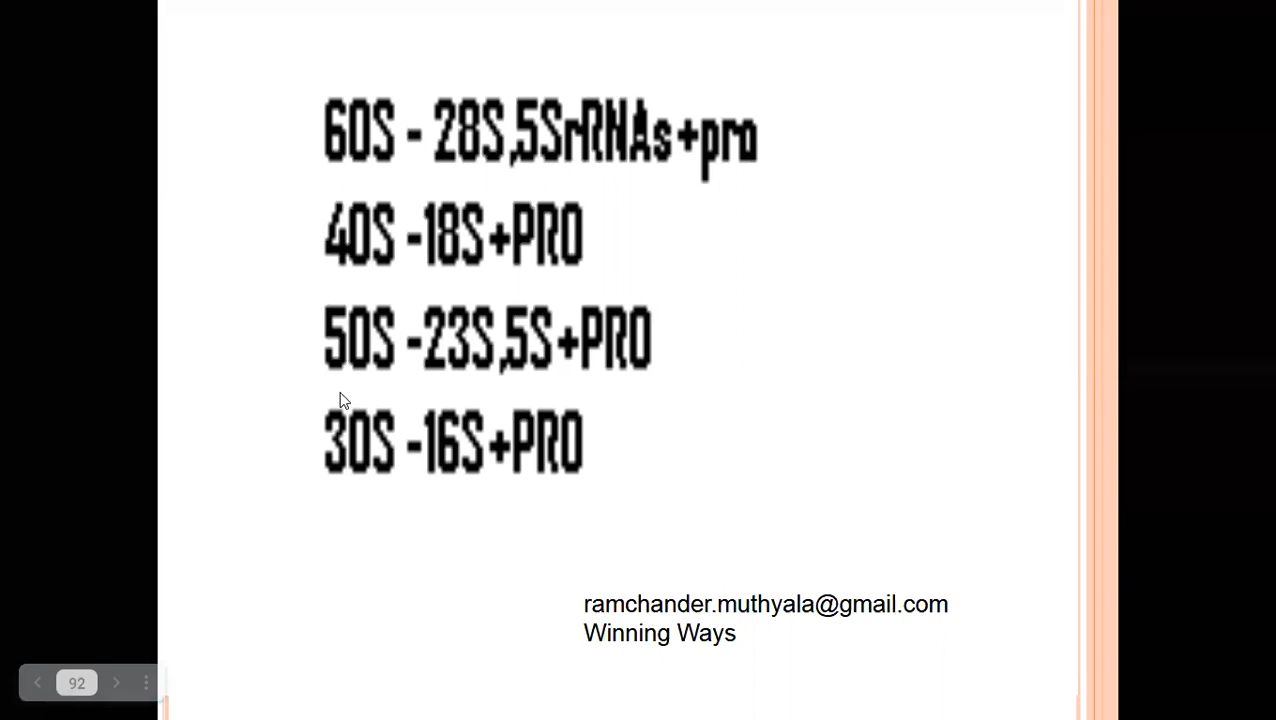 60S - 28S,5SrRNAs+pro
40S -18S+PRO
50S -23S,5S+PRO
30S -16S+PRO
ramchander.muthyala@gmail.com
Winning Ways
92